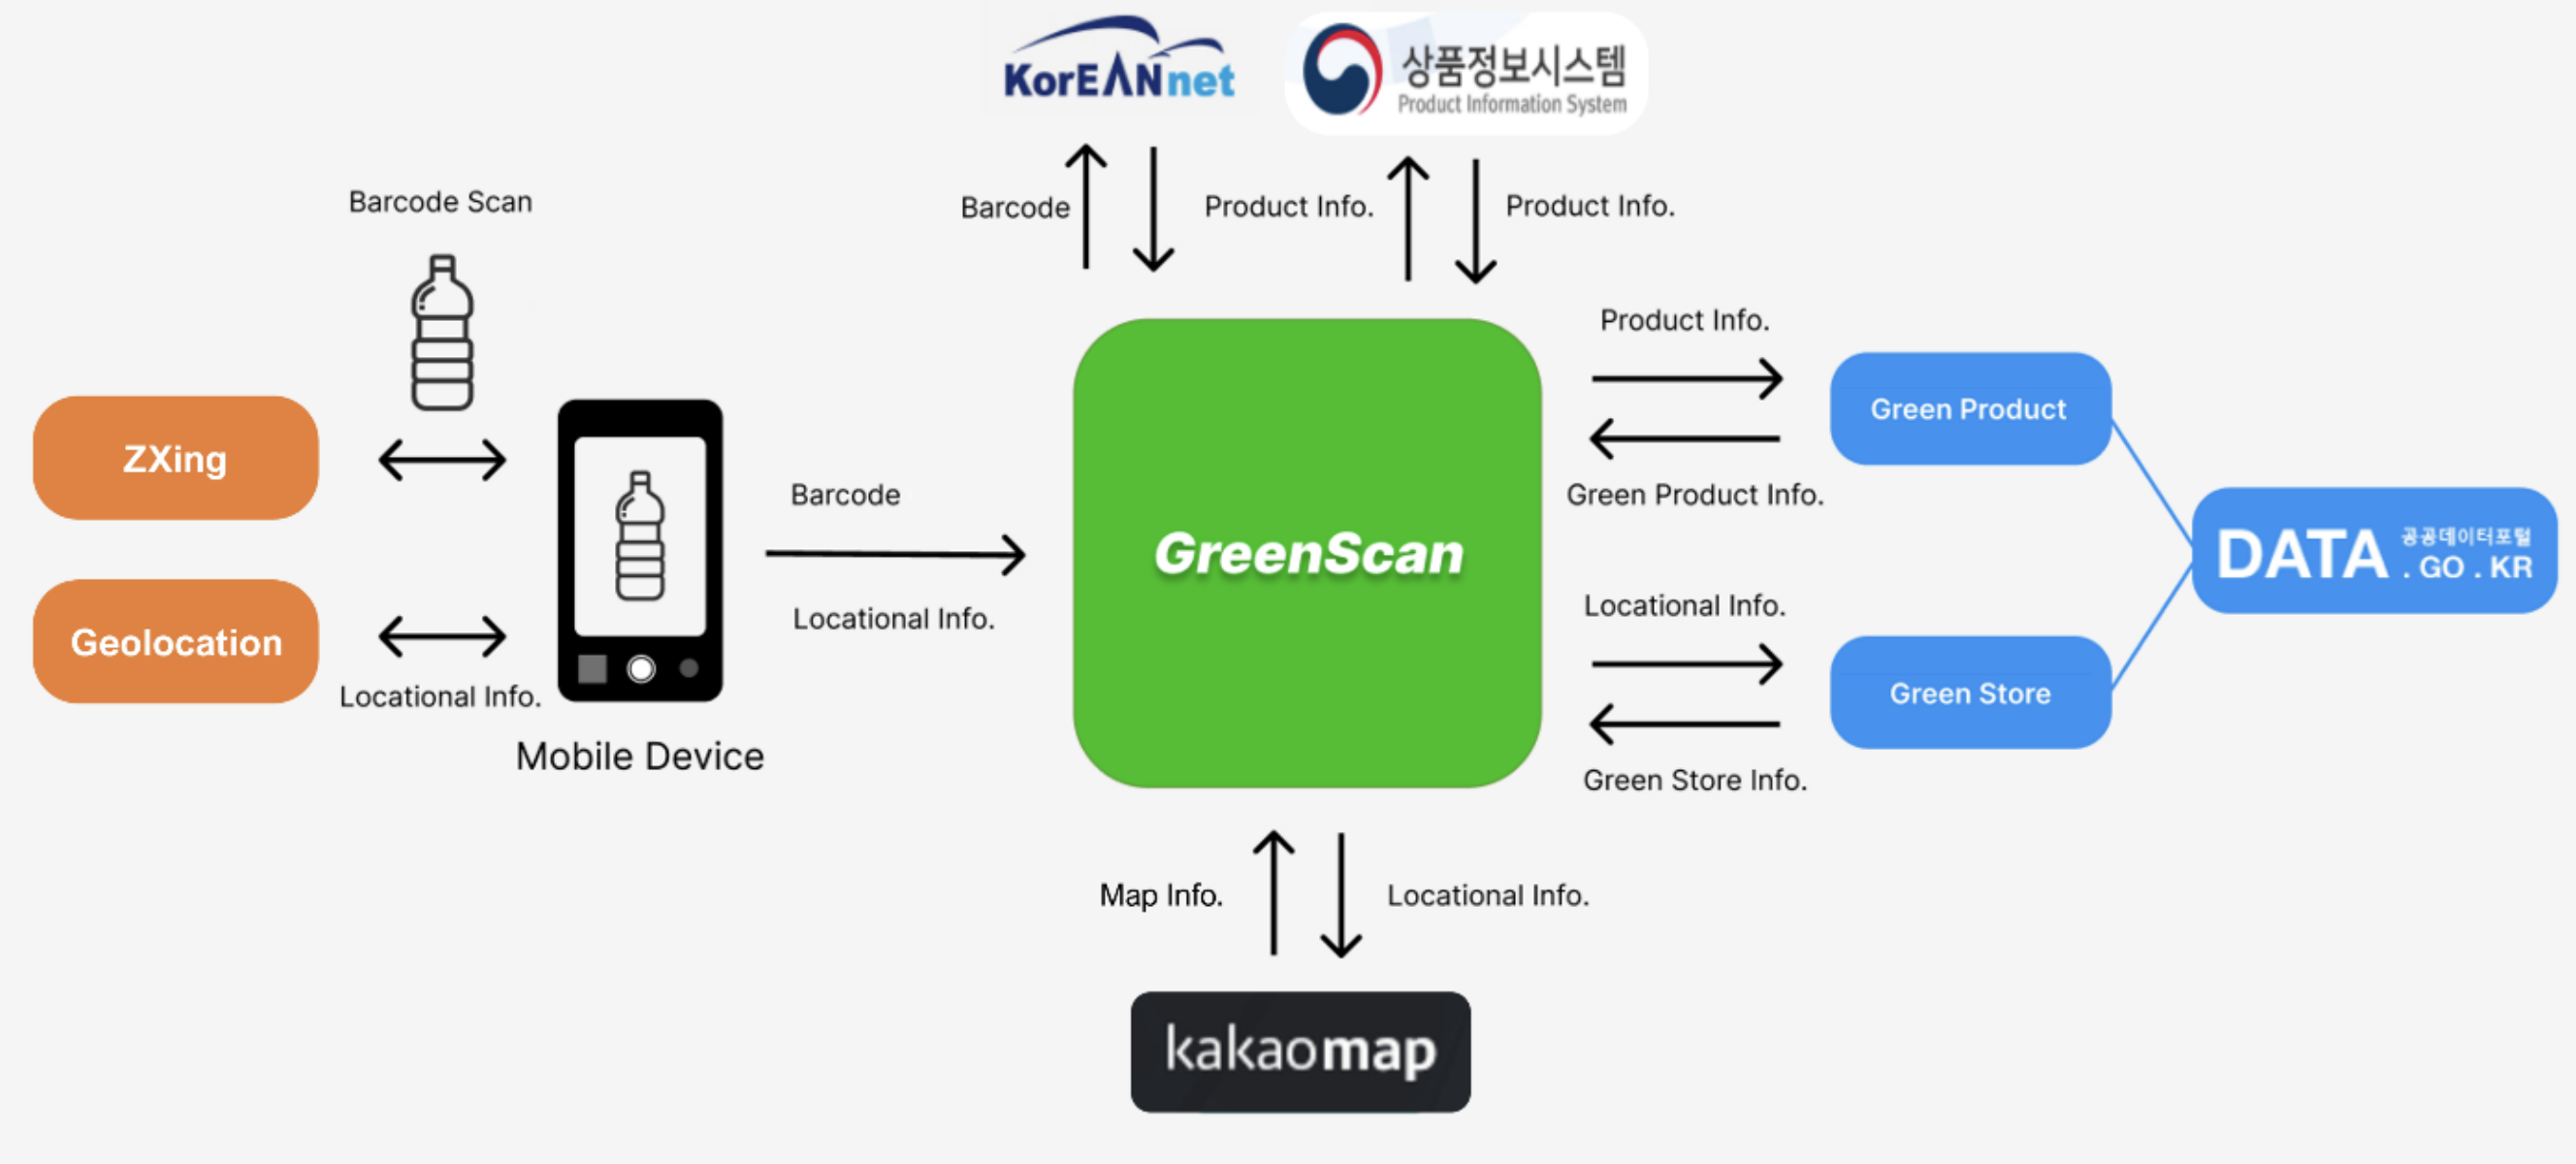 KorEANnet
상품정보시스템
Product Information System
Barcode Scan
Barcode
Product Info.
Product Info.
ZXing
Geolocation
Locational Info.
Mobile Device
Barcode
Locational Info.
GreenScan
Product Info.
Green Product Info.
Green Product
Locational Info.
Green Store Info.
Green Store
DATA
공공데이터포털
. GO . KR
Map Info.
Locational Info.
kakaomap